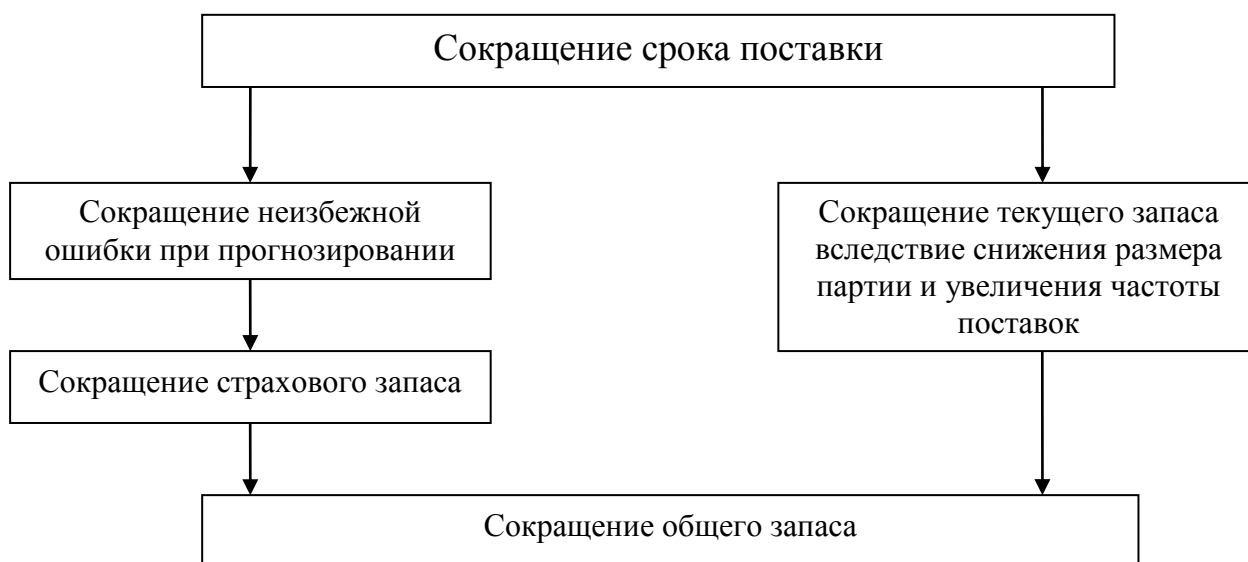 Сокращение срока поставки
Сокращение неизбежной
ошибки при прогнозировании
Сокращение текущего запаса
вследствие снижения размера
партии и увеличения частоты
поставок
Сокращение страхового запаса
Сокращение общего запаса